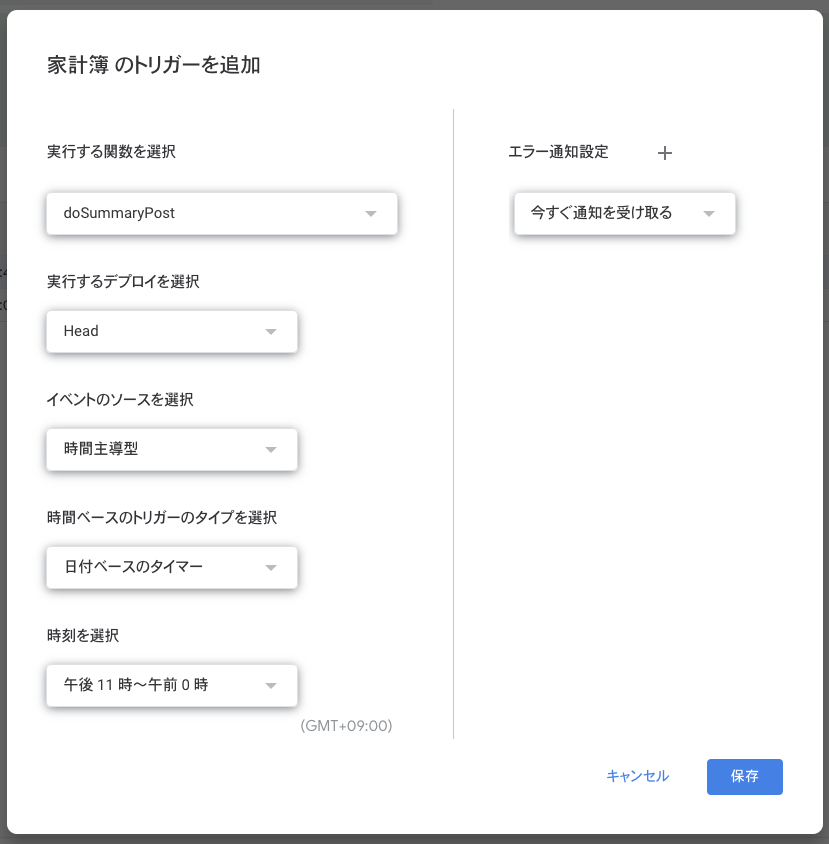 家計簿 のトリガーを追加
実行する関数を選択
doSummaryPost
実行するデプロイを選択
Head
イベントのソースを選択
時間主導型
時間ベースのトリガーのタイプを選択
日付ベースのタイマー
時刻を選択
午後 11 時～午前 0 時
(GMT+09:00)
エラー通知設定
今すぐ通知を受け取る
キャンセル
保存